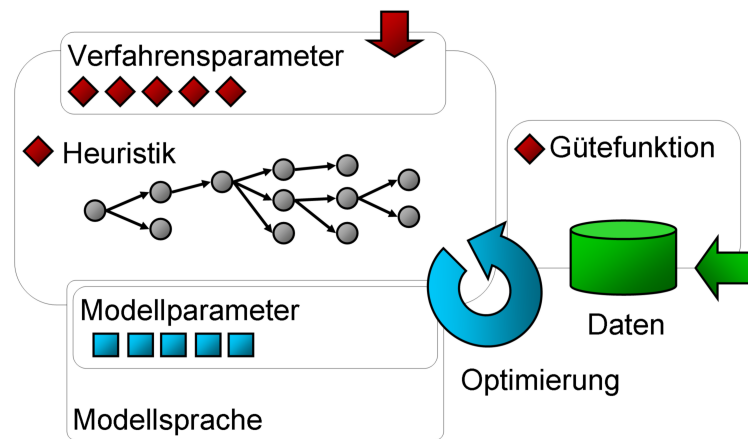 Verfahrensparameter
Heuristik
Gütefunktion
Modellparameter
Daten
Optimierung
Modellsprache